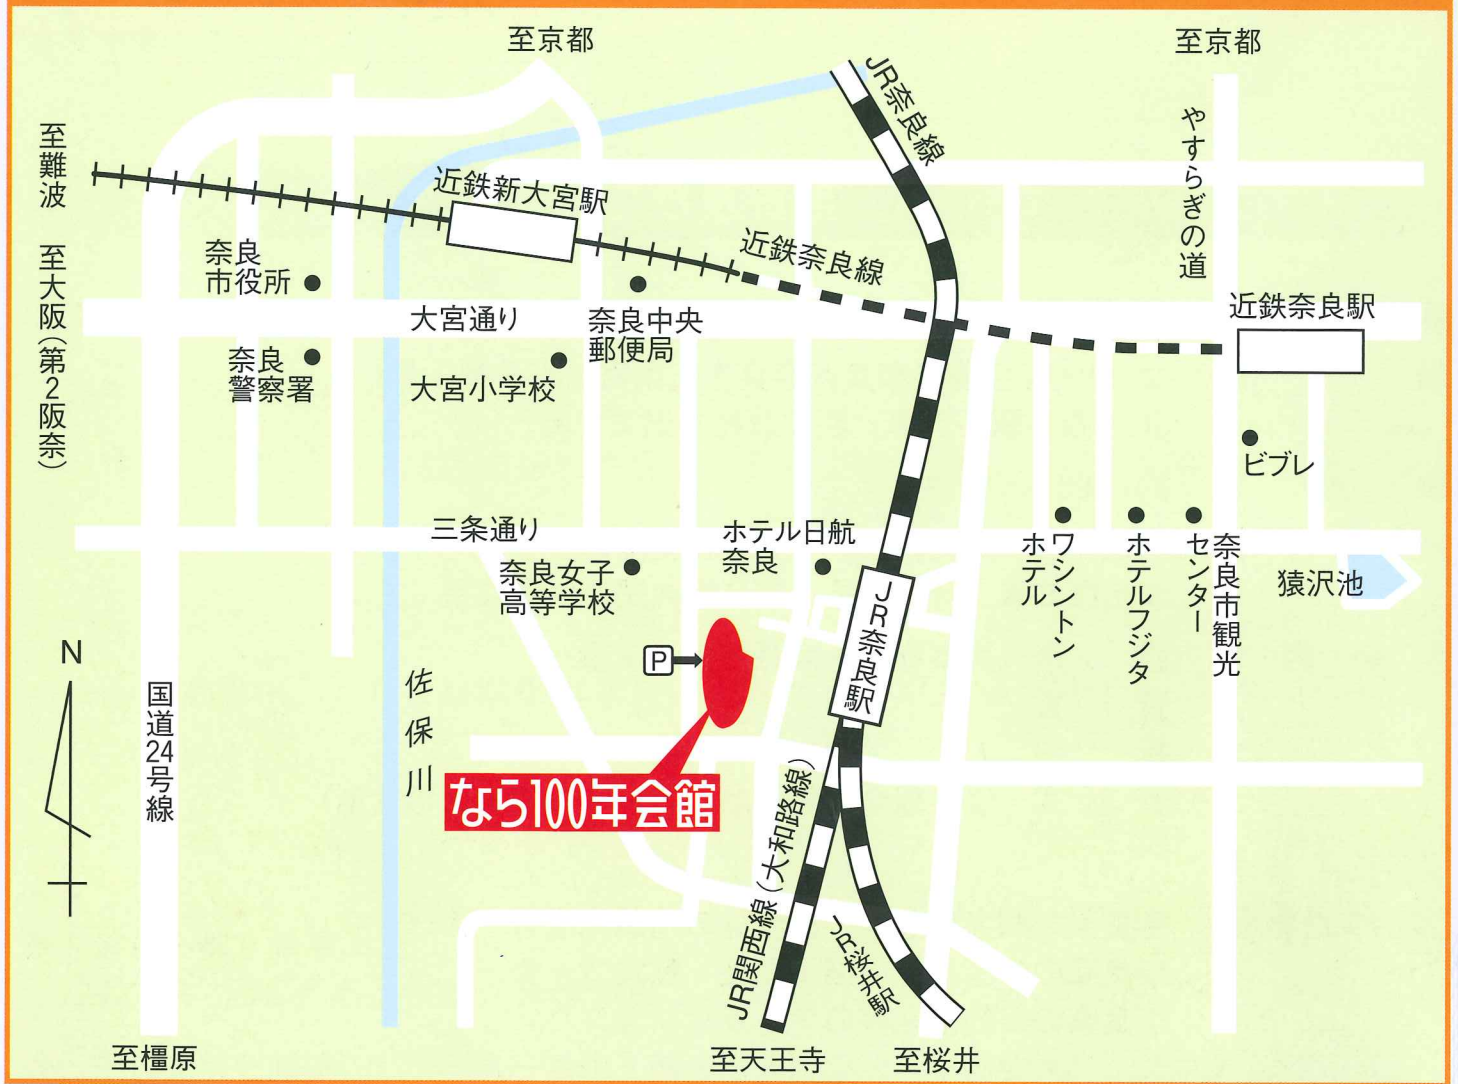 至京都
至京都
JR奈良線
やすらぎの道
至難波
近鉄新大宮駅
近鉄奈良線
至大阪(第2阪奈)
奈良
市役所
大宮通り
奈良中央
郵便局
近鉄奈良駅
奈良
警察署
大宮小学校
ビブレ
三条通り
ホテル日航
奈良
奈良女子
高等学校
ワシントン
ホテル
ホテルフジタ
奈良市観光
センター
猿沢池
JR奈良駅
P
N
国道24号線
佐保川
なら100年会館
JR関西線(大和路線)
JR桜井駅
至橿原
至天王寺
至桜井